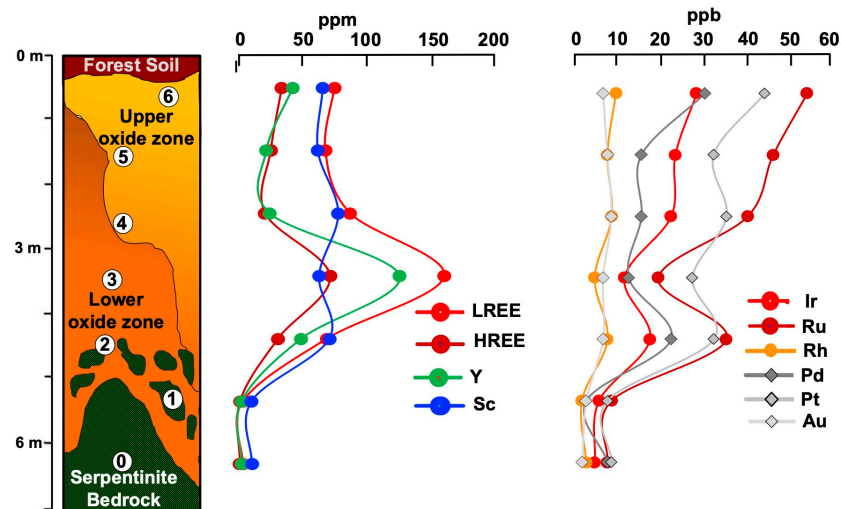 ppm
ppb
0 50 100 150 200
0 10 20 30 40 50 60
0 m
Forest Soil
6
Upper
oxide zone
5
4
3 m
3
Lower
oxide zone
2
1
6 m
0
Serpentinite
Bedrock
LREE
HREE
Y
Sc
Ir
Ru
Rh
Pd
Pt
Au